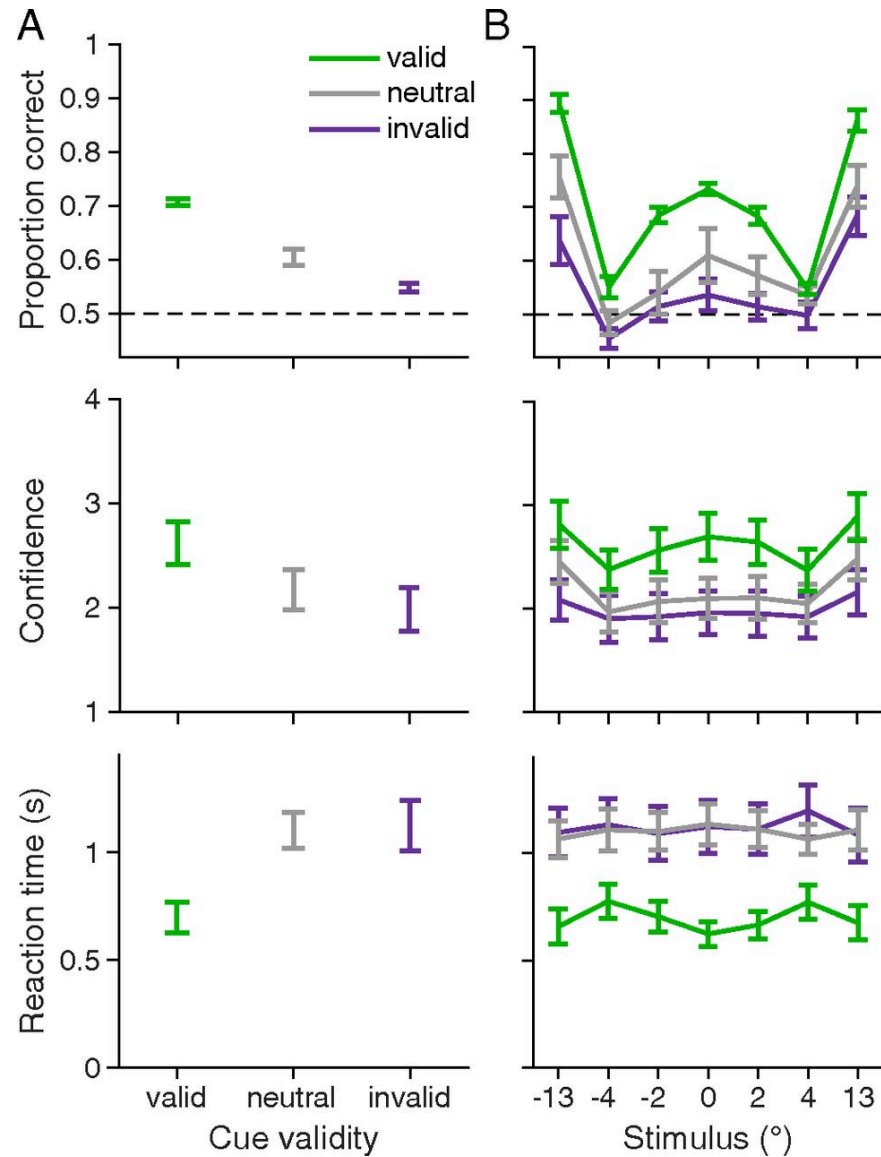 A
B
Proportion correct
1
0.9
0.8
0.7
0.6
0.5
valid
neutral
invalid
Confidence
4
3
2
1
Reaction time (s)
1
0.5
0
valid neutral invalid
Cue validity
-13 -4 -2 0 2 4 13
Stimulus (°)